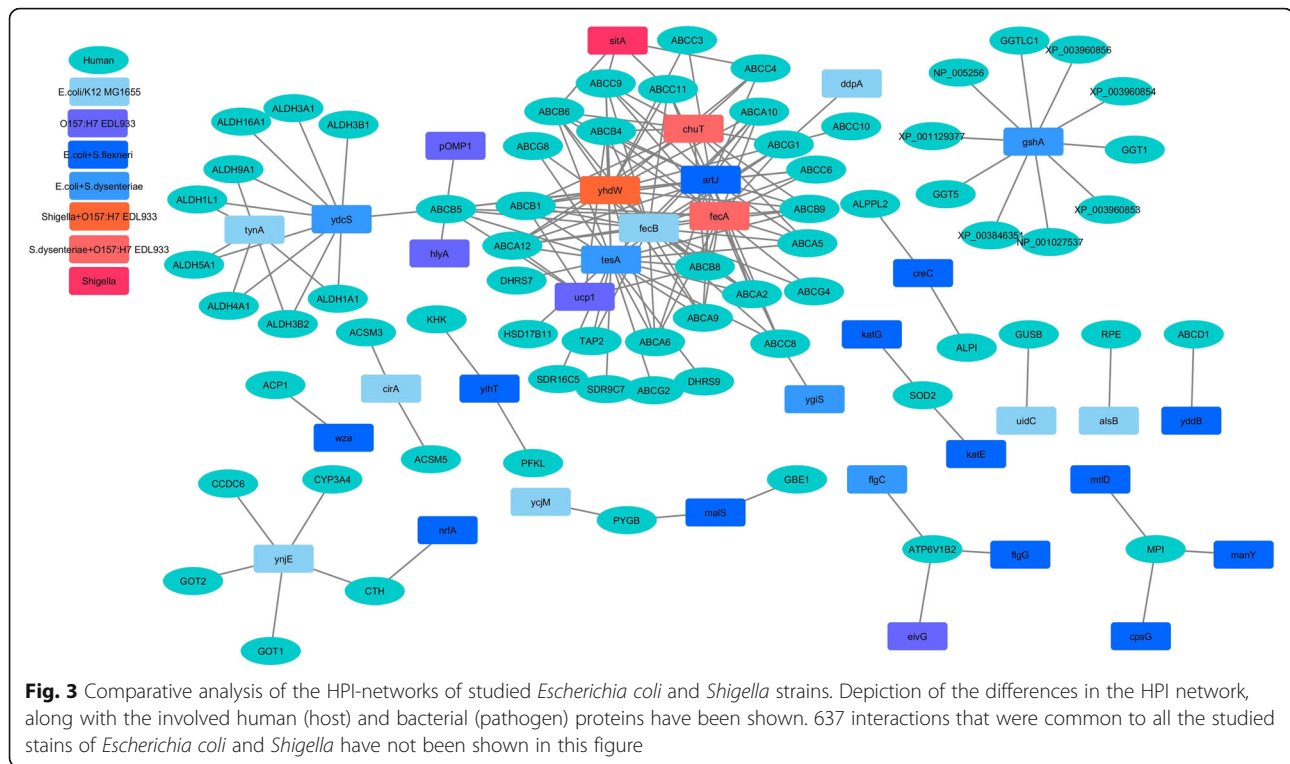 Human
E.coli/K12 MG1655
O157:H7 EDL933
E.coli+S.flexneri
E.coli+S.dysenteriae
Shigella+O157:H7 EDL933
S.dysenteriae+O157:H7 EDL933
Shigella
ALDH3A1
ALDH16A1
ALDH3B1
ALDH9A1
ALDH1L1
tynA
ydcS
ALDH5A1
ALDH4A1
ALDH1A1
ALDH3B2
pOMP1
ABCB5
hlyA
sitA
ABCC3
ABCC9
ABCC11
ABCC4
ddpA
ABCB6
ABCB4
chuT
ABCA10
ABCC10
ABCG8
ABCG1
yhdW
artJ
ABCC6
ABCB1
fecB
fecA
ABCB9
ABCA12
ABCA5
tesA
DHRS7
ABCB8
ucp1
ABCA2
ABCG4
HSD17B11
ABCA9
TAP2
ABCA6
ABCC8
SDR16C5
SDR9C7
ABCG2
DHRS9
ygiS
GGTLC1
XP_003960856
NP_005256
XP_003960854
XP_001129377
gshA
GGT1
GGT5
XP_003960853
XP_003846351
NP_001027537
ALPPL2
creC
ALPI
katG
SOD2
katE
GUSB
uidC
RPE
alsB
ABCD1
yddB
ACSM3
cirA
ACSM5
KHK
yihT
PFKL
ACP1
wza
CCDC6
CYP3A4
ynjE
nrfA
GOT2
CTH
GOT1
ycjM
PYGB
malS
GBE1
flgC
ATP6V1B2
flgG
eivG
mtlD
MPI
manY
cpsG
Fig. 3 Comparative analysis of the HPI-networks of studied Escherichia coli and Shigella strains. Depiction of the differences in the HPI network,
along with the involved human (host) and bacterial (pathogen) proteins have been shown. 637 interactions that were common to all the studied
stains of Escherichia coli and Shigella have not been shown in this figure